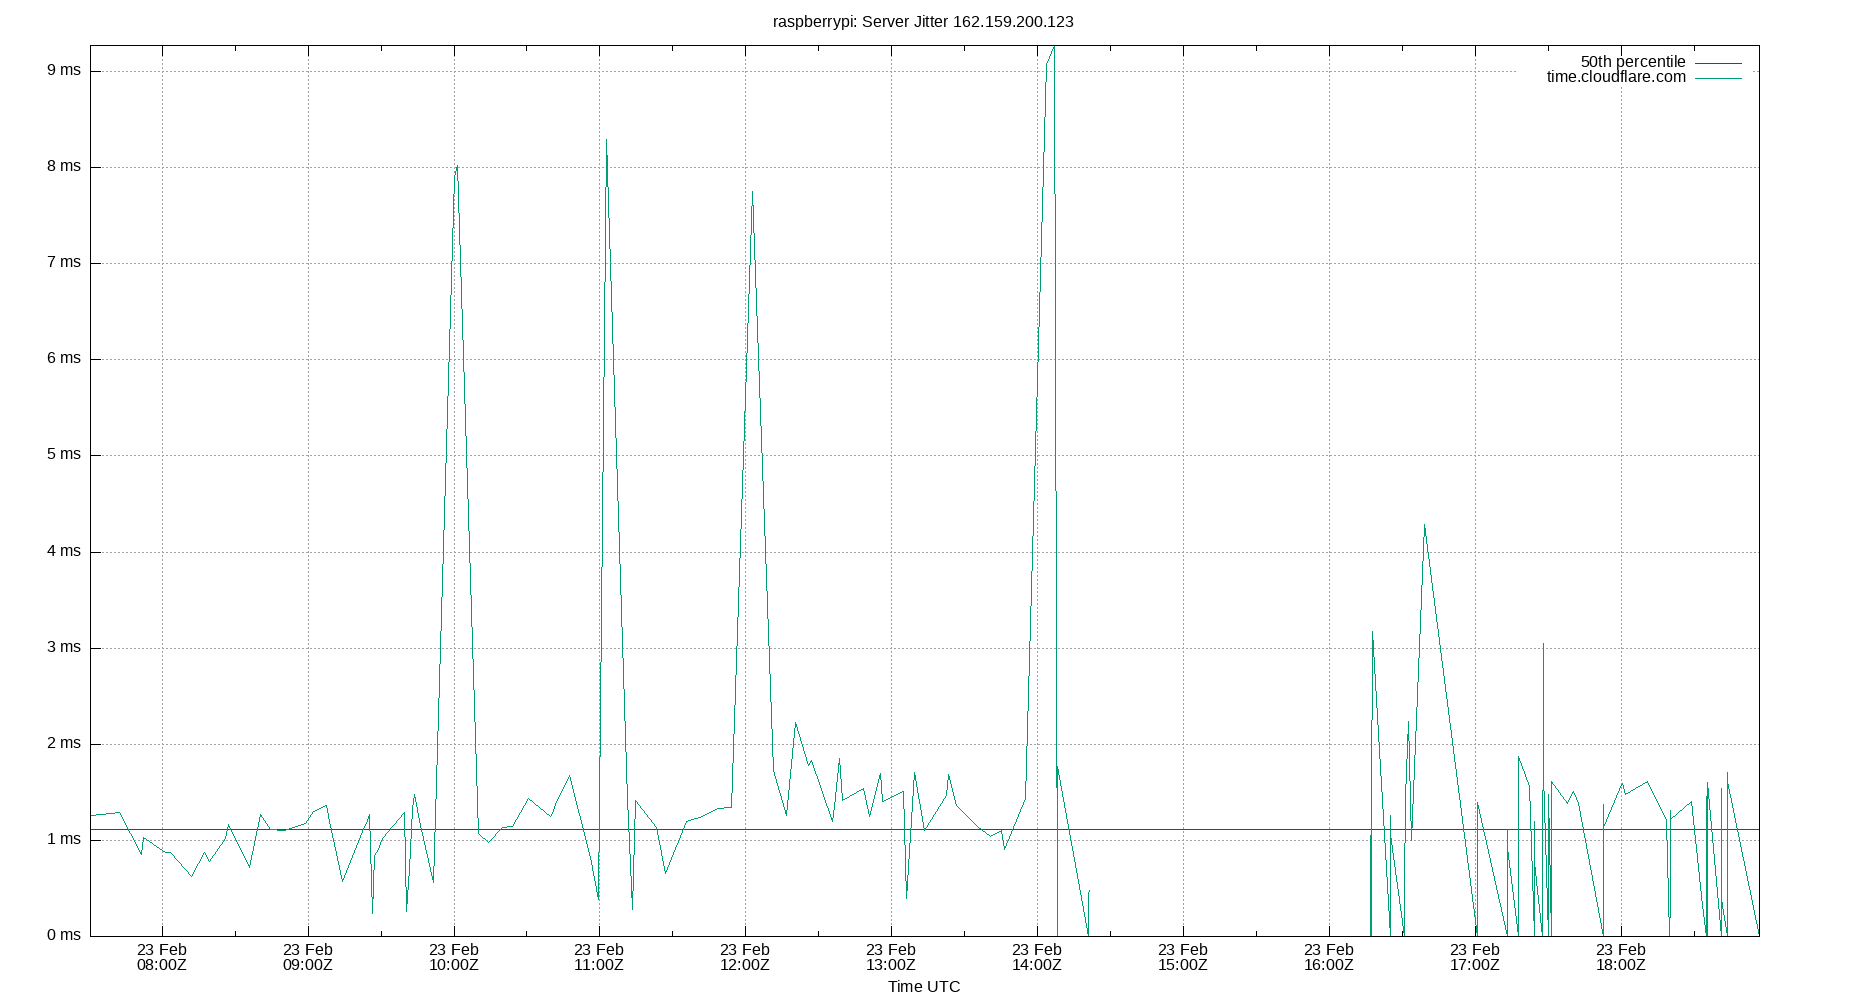 raspberrypi: Server Jitter 162.159.200.123
50th percentile
time.cloudflare.com
9 ms
8 ms
7 ms
6 ms
5 ms
4 ms
3 ms
2 ms
1 ms
0 ms
23 Feb 23 Feb 23 Feb 23 Feb 23 Feb 23 Feb 23 Feb 23 Feb 23 Feb 23 Feb 23 Feb
08:00Z 09:00Z 10:00Z 11:00Z 12:00Z 13:00Z 14:00Z 15:00Z 16:00Z 17:00Z 18:00Z
Time UTC